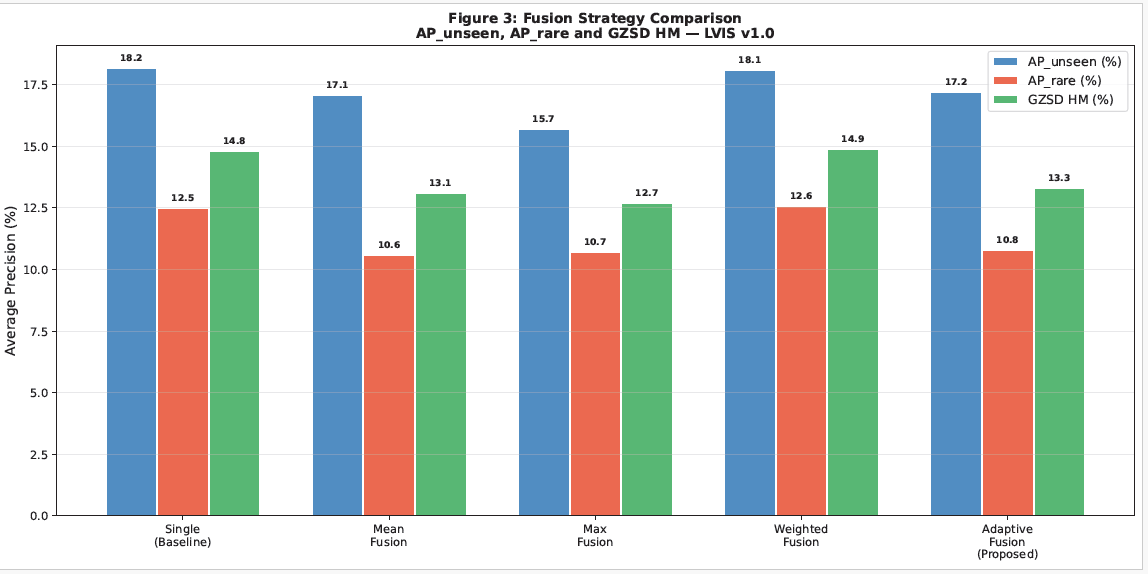 Figure 3: Fusion Strategy Comparison
AP_unseen, AP_rare and GZSD HM — LVIS v1.0
AP_unseen (%)
AP_rare (%)
GZSD HM (%)
Average Precision (%)
17.5
15.0
12.5
10.0
7.5
5.0
2.5
0.0
18.2
12.5
14.8
17.1
10.6
13.1
15.7
10.7
12.7
18.1
12.6
14.9
17.2
10.8
13.3
Single
(Baseline)
Mean
Fusion
Max
Fusion
Weighted
Fusion
Adaptive
Fusion
(Proposed)